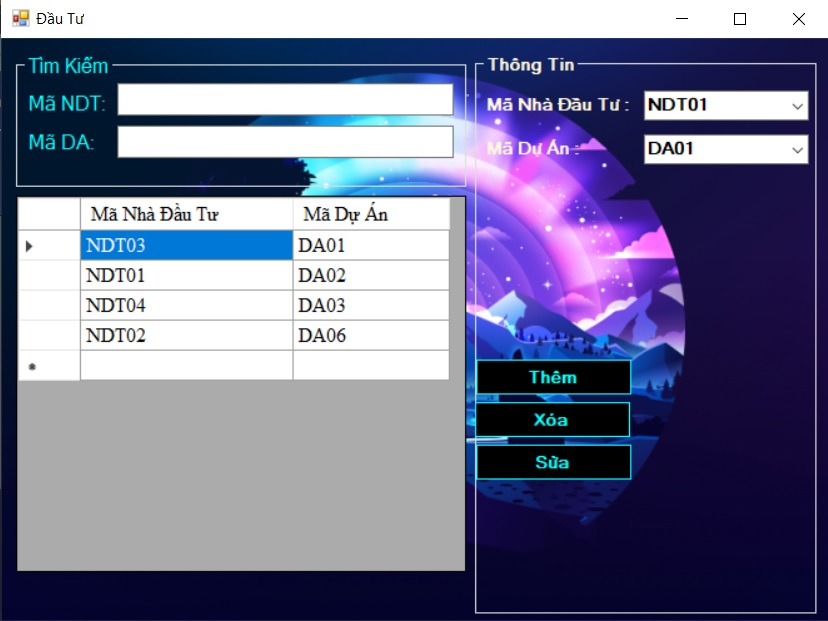 Đầu Tư
Tìm Kiếm
Mã NDT:
Mã DA:
Thông Tin
Mã Nhà Đầu Tư : NDT01
Mã Dự Án : DA01
Mã Nhà Đầu Tư Mã Dự Án
NDT03 DA01
NDT01 DA02
NDT04 DA03
NDT02 DA06
Thêm
Xóa
Sửa